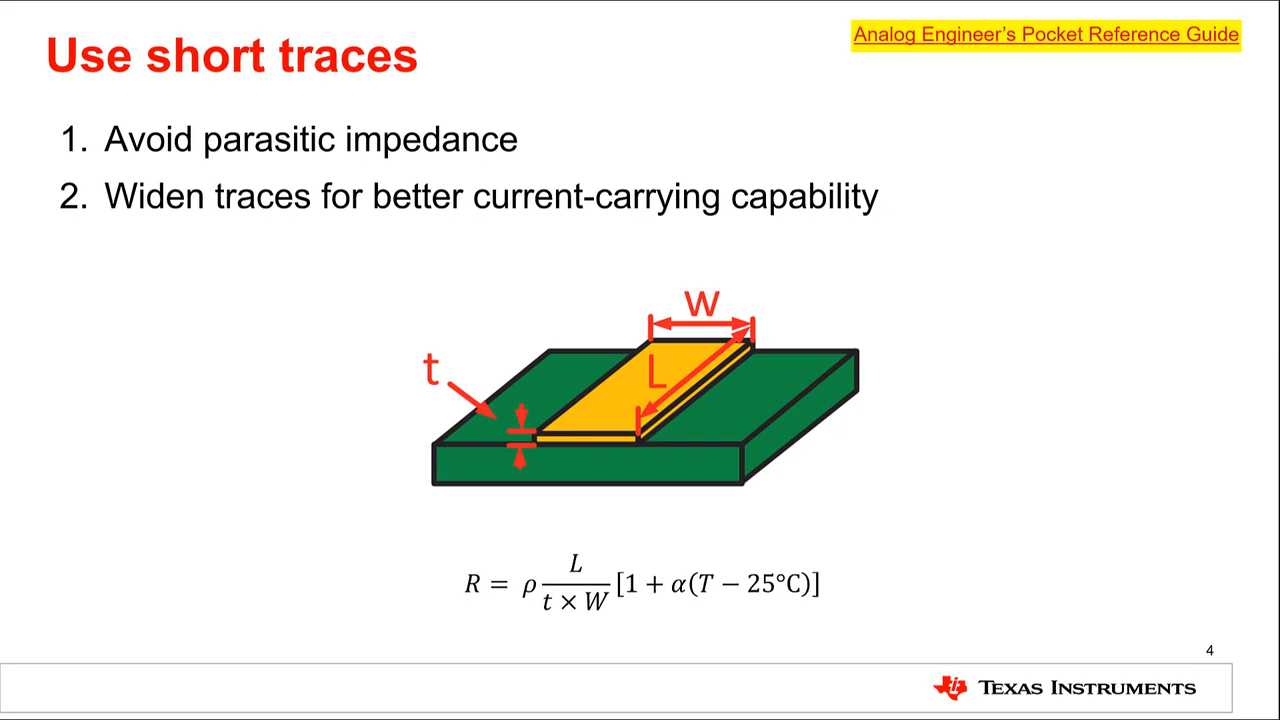 Use short traces
Analog Engineer's Pocket Reference Guide
1. Avoid parasitic impedance
2. Widen traces for better current-carrying capability
W
t
L
R = ρ L / t × W [1 + α(T − 25°C)]
4
TEXAS INSTRUMENTS